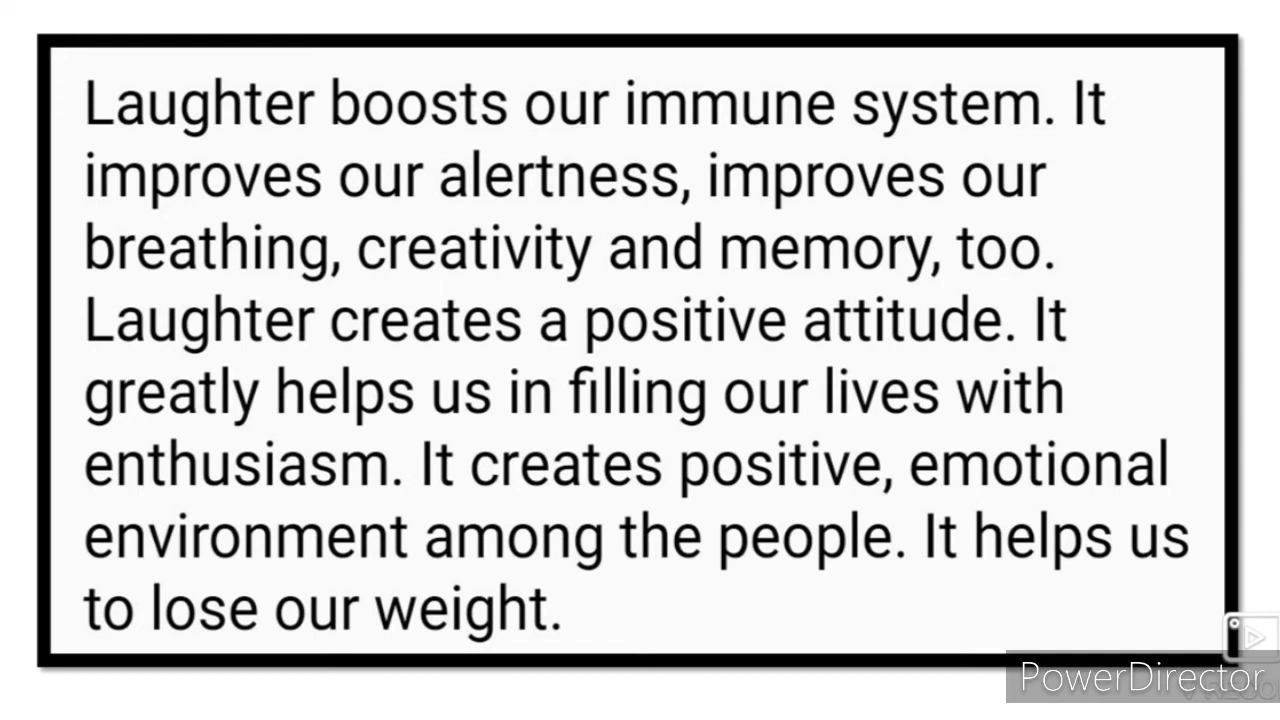 Laughter boosts our immune system. It
improves our alertness, improves our
breathing, creativity and memory, too.
Laughter creates a positive attitude. It
greatly helps us in filling our lives with
enthusiasm. It creates positive, emotional
environment among the people. It helps us
to lose our weight.
PowerDirector